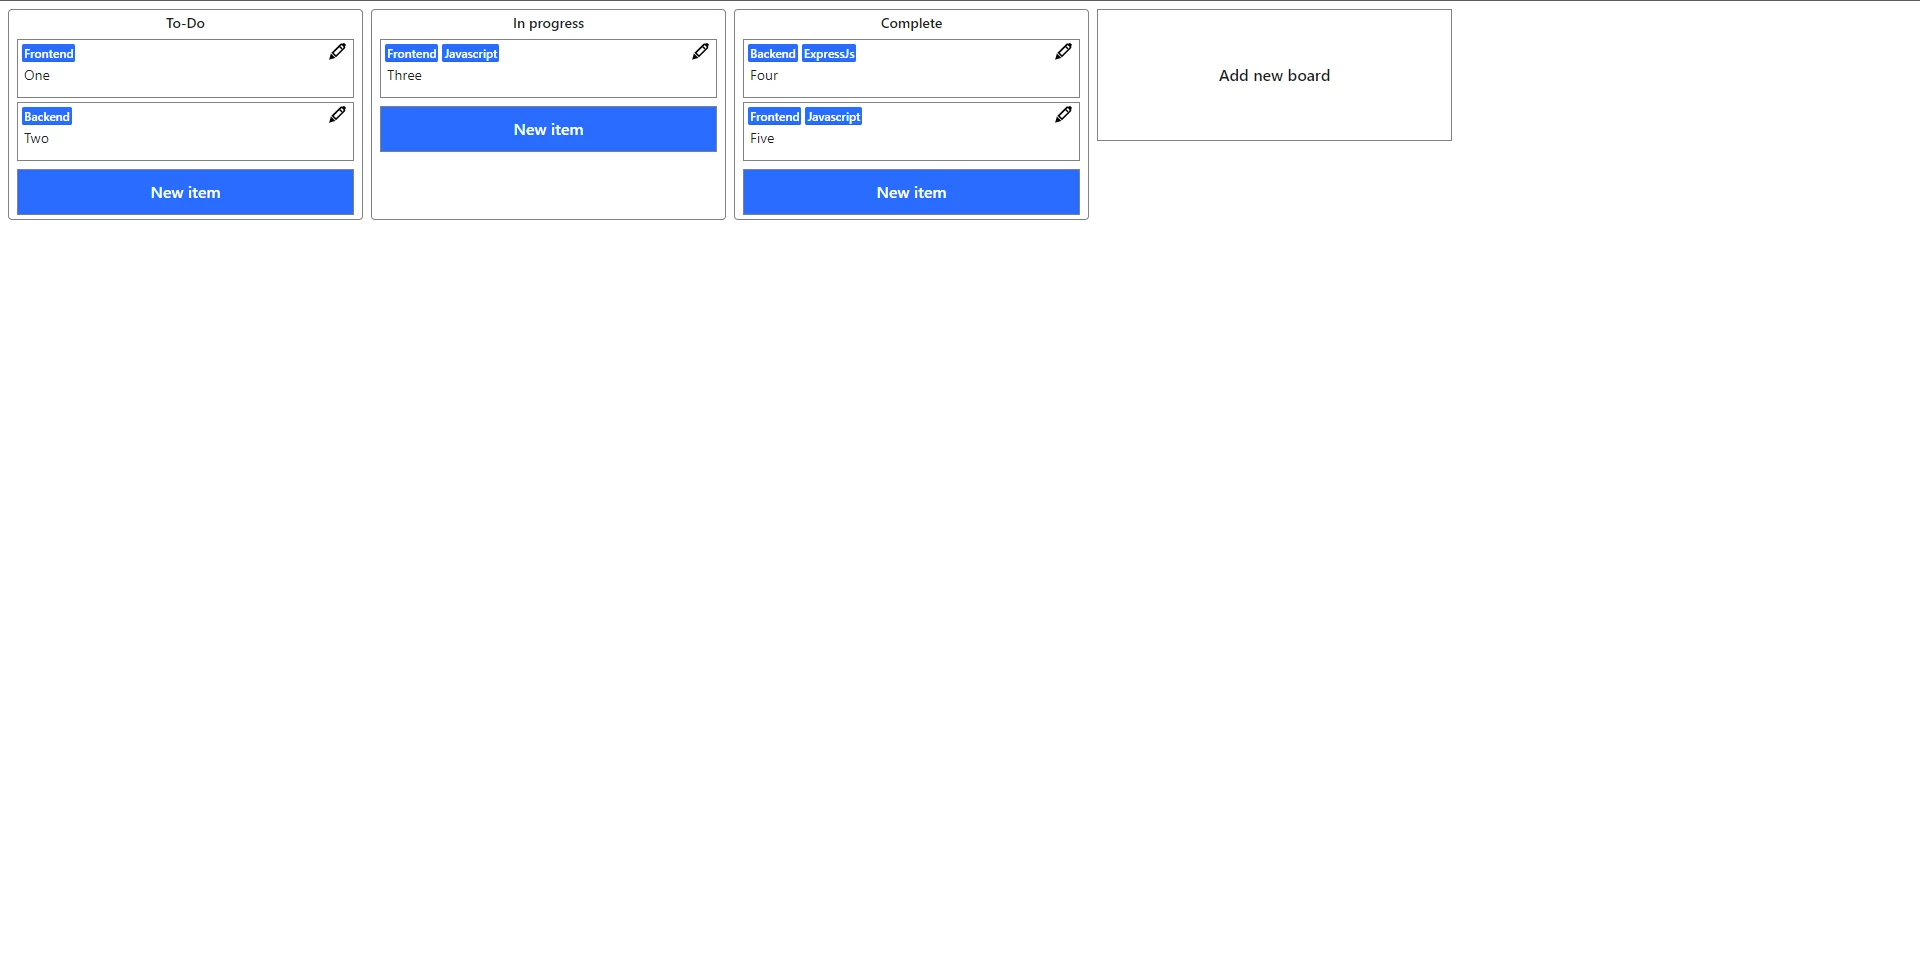 To-Do
Frontend
One
Backend
Two
New item
In progress
Frontend Javascript
Three
New item
Complete
Backend ExpressJs
Four
Frontend Javascript
Five
New item
Add new board